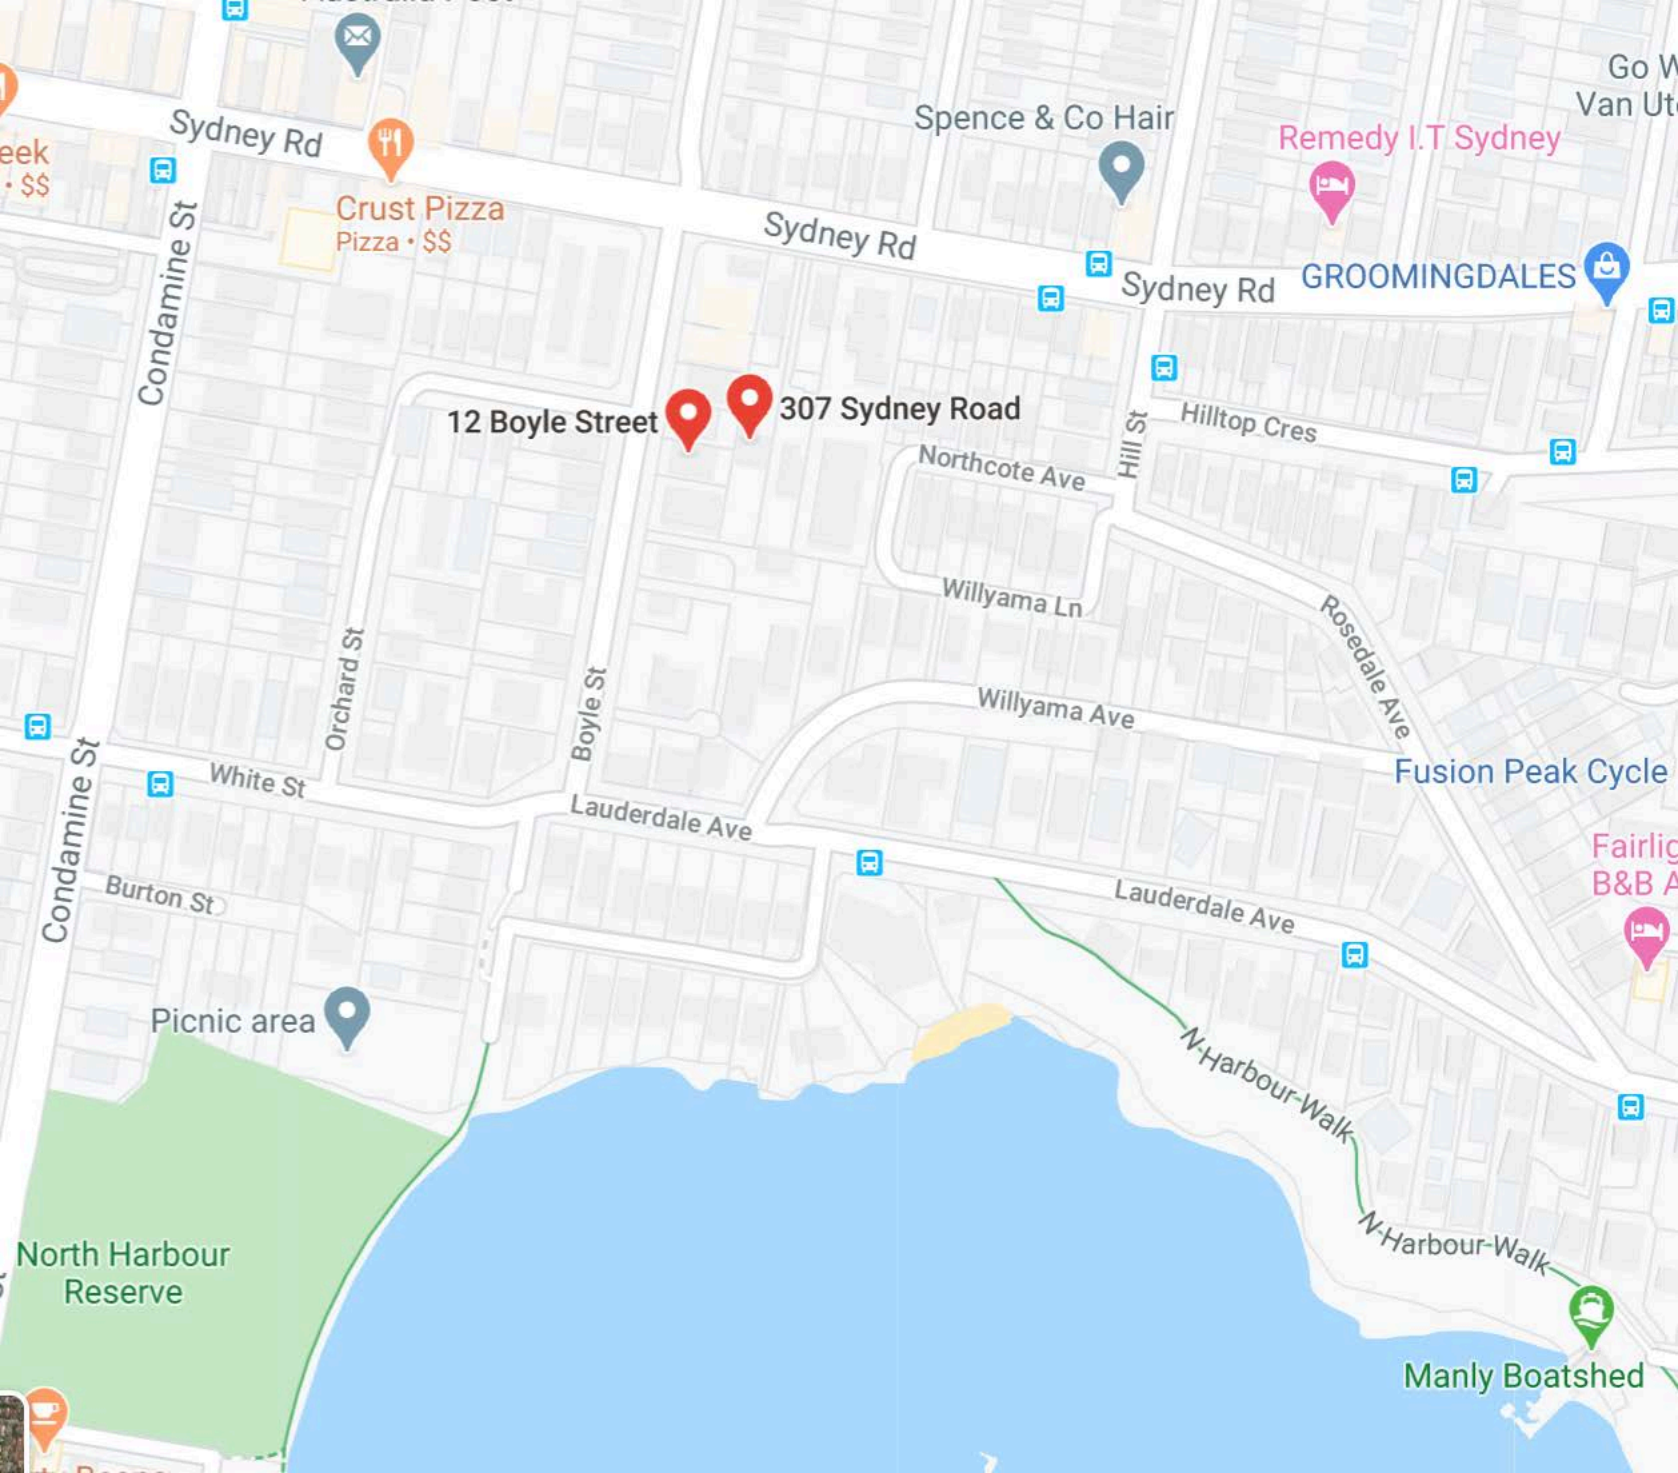 Sydney Rd
Crust Pizza
Pizza • $$
eek
• $$
Condamine St
Spence & Co Hair
Remedy I.T Sydney
Go W
Van Ut
Sydney Rd
Sydney Rd
GROOMINGDALES
12 Boyle Street
307 Sydney Road
Hilltop Cres
Hill St
Northcote Ave
Willyama Ln
Rosedale Ave
Orchard St
Boyle St
Willyama Ave
Fusion Peak Cycle
White St
Lauderdale Ave
Condamine St
Burton St
Lauderdale Ave
Fairlig
B&B A
Picnic area
N Harbour Walk
North Harbour
Reserve
N Harbour Walk
Manly Boatshed